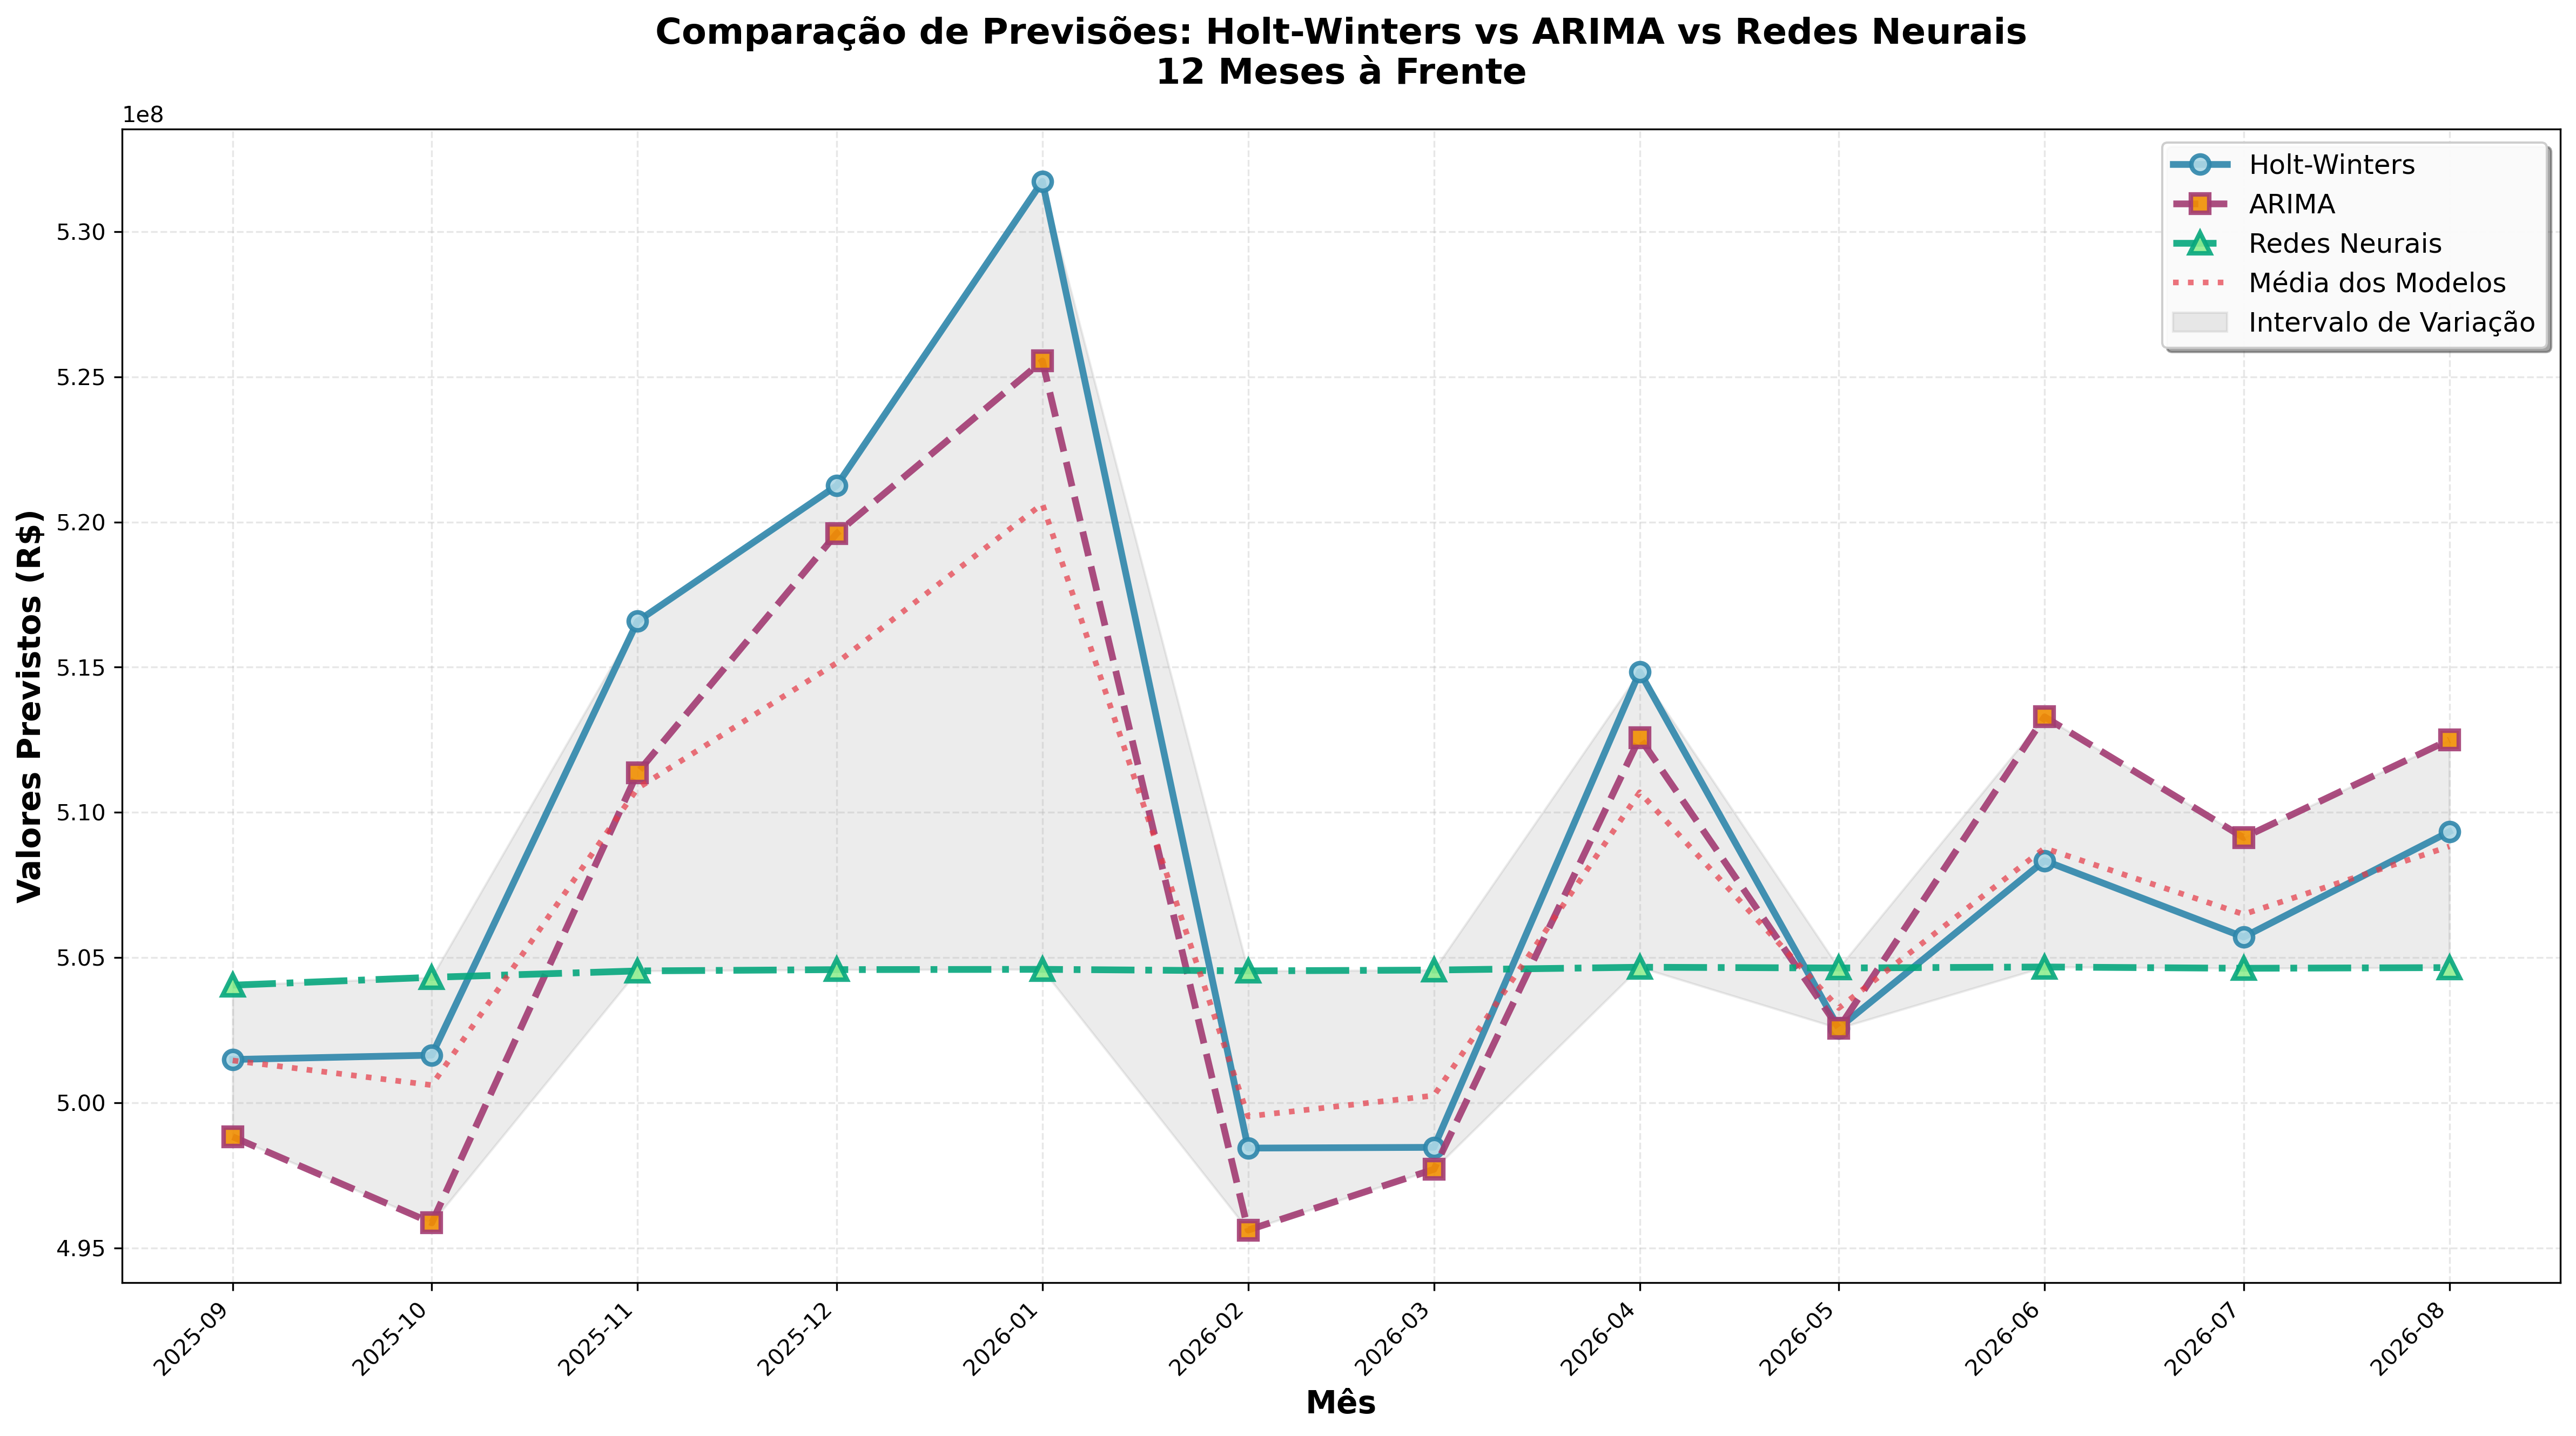 Comparação de Previsões: Holt-Winters vs ARIMA vs Redes Neurais
12 Meses à Frente
1e8
Holt-Winters
ARIMA
Redes Neurais
Média dos Modelos
Intervalo de Variação
5.30
5.25
5.20
5.15
5.10
5.05
5.00
4.95
Valores Previstos (R$)
2025-09
2025-10
2025-11
2025-12
2026-01
2026-02
2026-03
2026-04
2026-05
2026-06
2026-07
2026-08
Mês